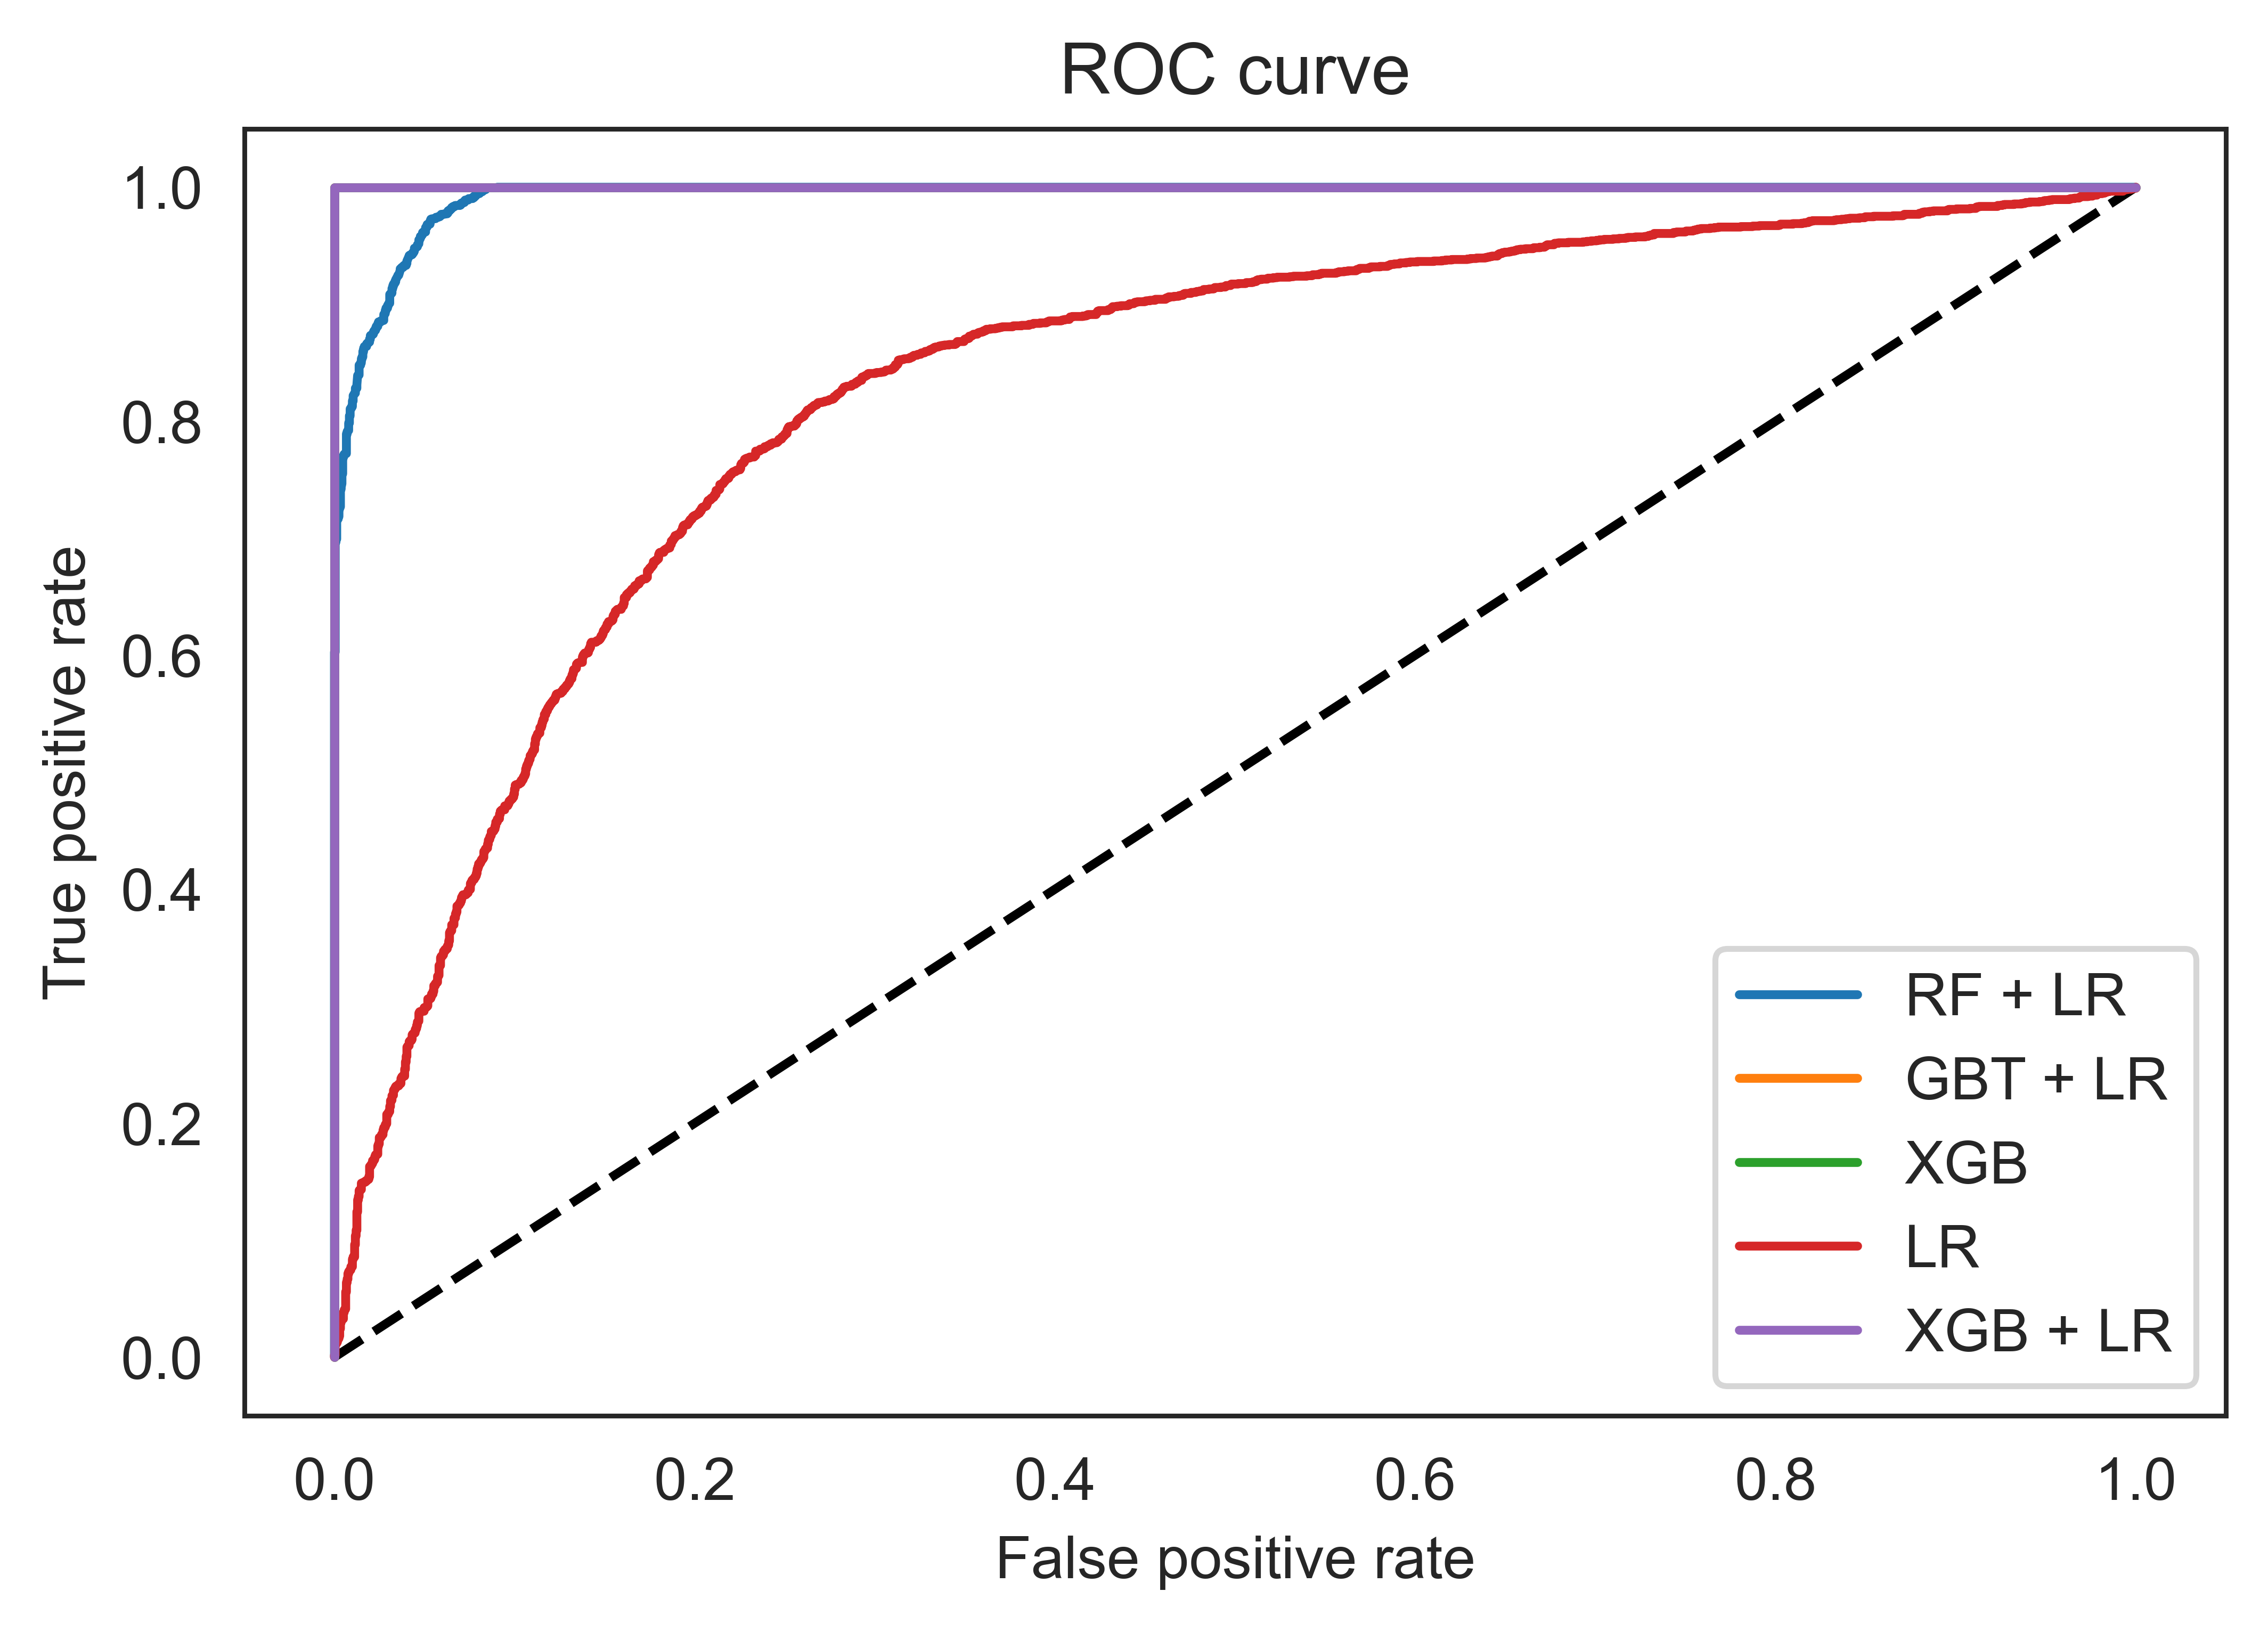 ROC curve
True positive rate
1.0
0.8
0.6
0.4
0.2
0.0
0.0 0.2 0.4 0.6 0.8 1.0
False positive rate
RF + LR
GBT + LR
XGB
LR
XGB + LR